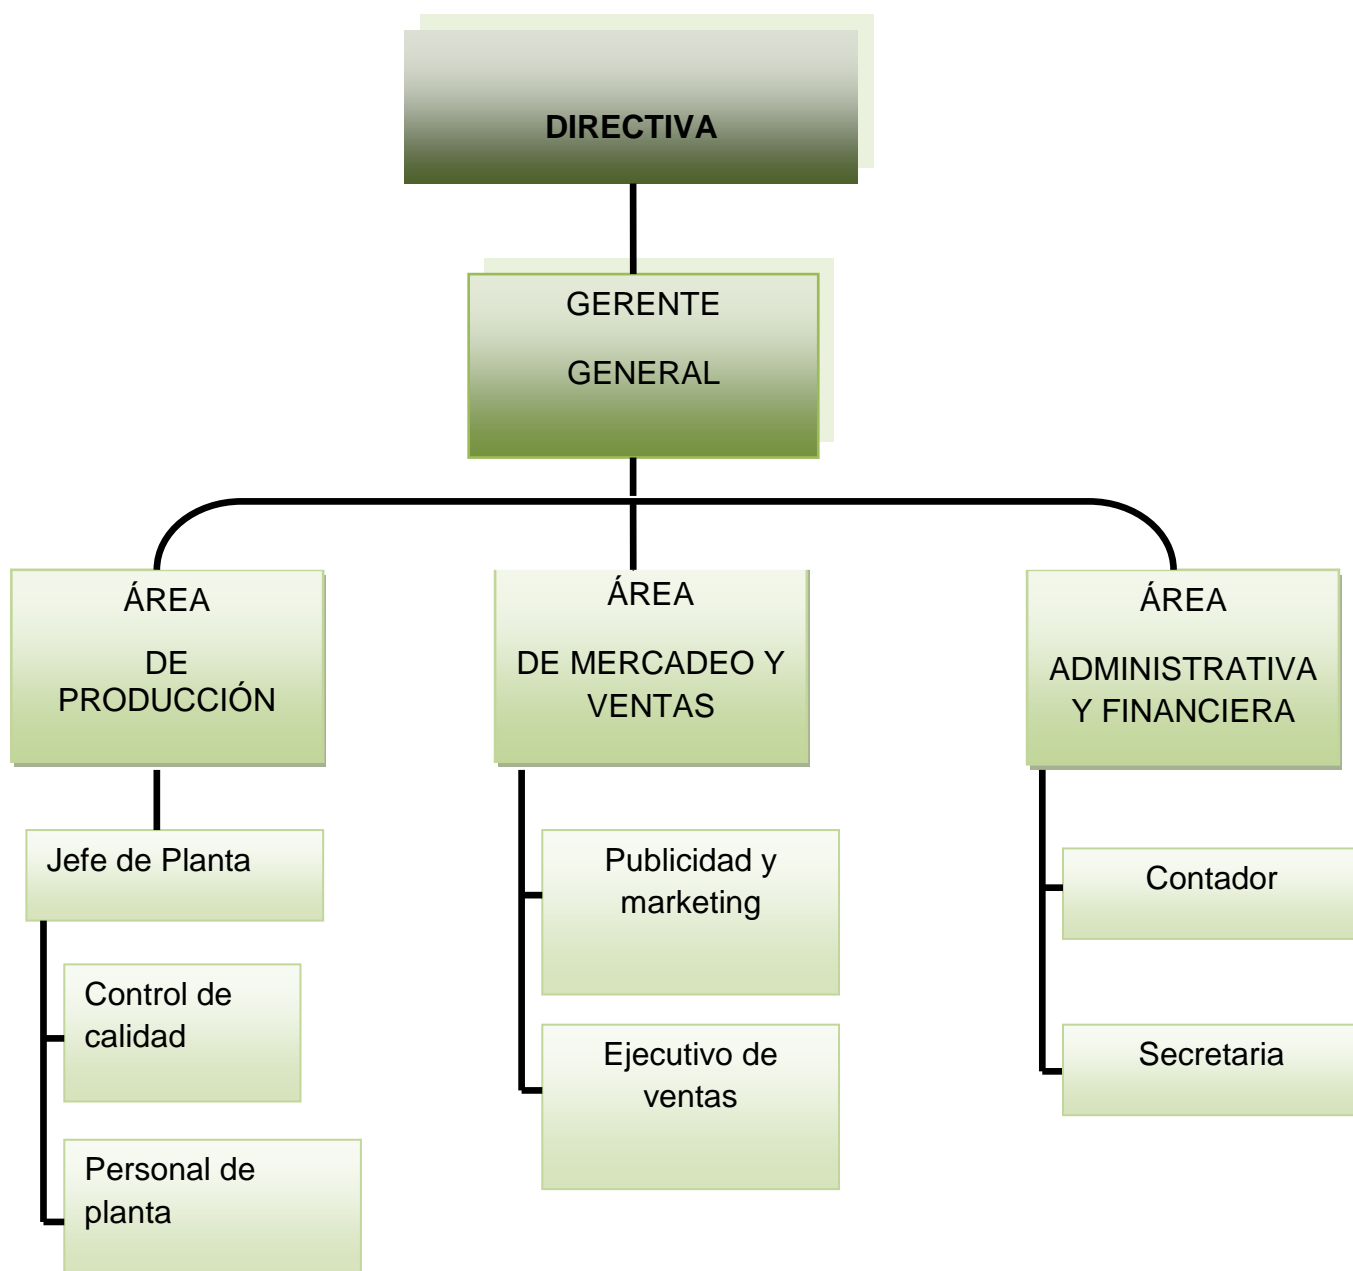 DIRECTIVA
GERENTE
GENERAL
ÁREA
DE
PRODUCCIÓN
ÁREA
DE MERCADEO Y
VENTAS
ÁREA
ADMINISTRATIVA
Y FINANCIERA
Jefe de Planta
Control de
calidad
Personal de
planta
Publicidad y
marketing
Ejecutivo de
ventas
Contador
Secretaria